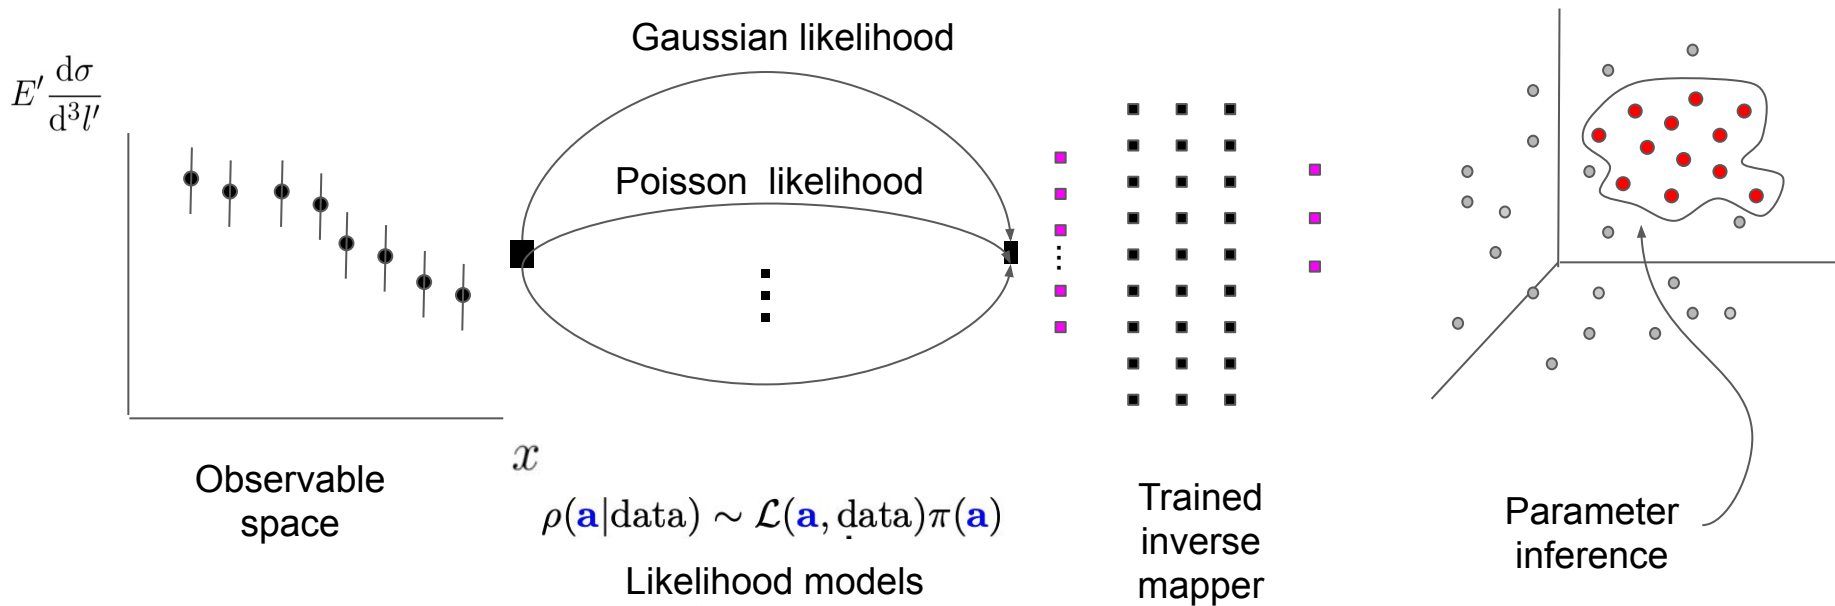 Gaussian likelihood
E′ dσ/d³l′
Poisson likelihood
x
Observable
space
ρ(a|data) ∼ ℒ(a, data)π(a)
Likelihood models
Trained
inverse
mapper
Parameter
inference